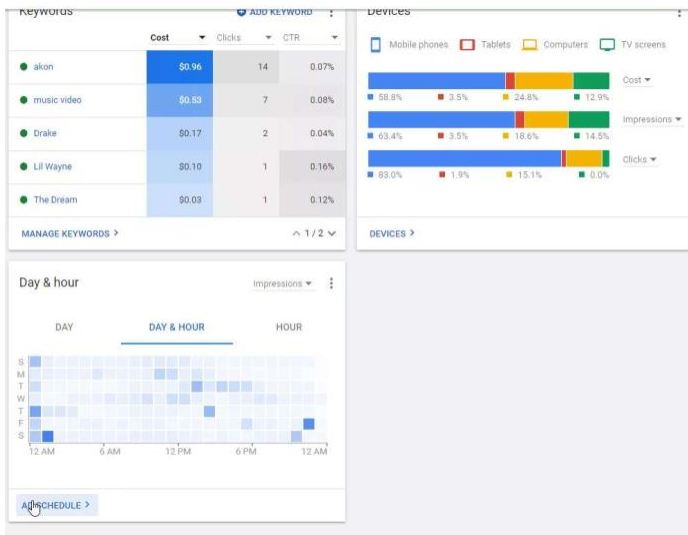 Keywords
ADD KEYWORD
Cost Clicks CTR
akon $0.96 14 0.07%
music video $0.53 7 0.08%
Drake $0.17 2 0.04%
Lil Wayne $0.10 1 0.16%
The Dream $0.03 1 0.12%
MANAGE KEYWORDS
1 / 2
Devices
Mobile phones Tablets Computers TV screens
Cost
58.8% 3.5% 24.8% 12.9%
Impressions
63.4% 3.5% 18.6% 14.5%
Clicks
83.0% 1.9% 15.1% 0.0%
DEVICES
Day & hour
Impressions
DAY DAY & HOUR HOUR
S
M
T
W
T
F
S
12 AM 6 AM 12 PM 6 PM 12 AM
SCHEDULE